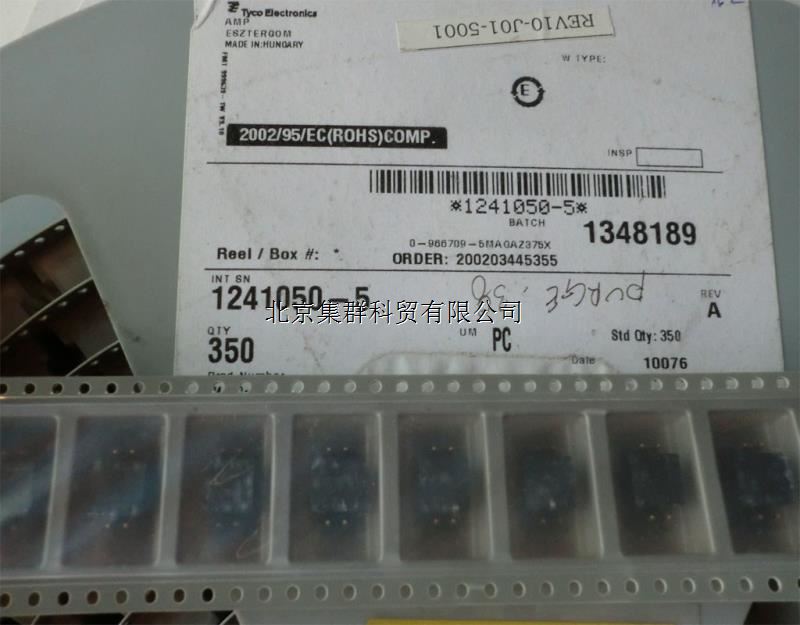 Tyco Electronics
AMP
ESZTERGOM
MADE IN:HUNGARY
REV10-J01-5001
W TYPE:
E
2002/95/EC(ROHS)COMP.
INSP
*1241050-5*
BATCH
1348189
0-966709-5MAQAZ375X
Reel / Box #: *
ORDER: 200203445355
INT SN
1241050-5
PURGE
REV
A
北京集群科贸有限公司
QTY
350
UM
PC
Std Qty: 350
Date
10076